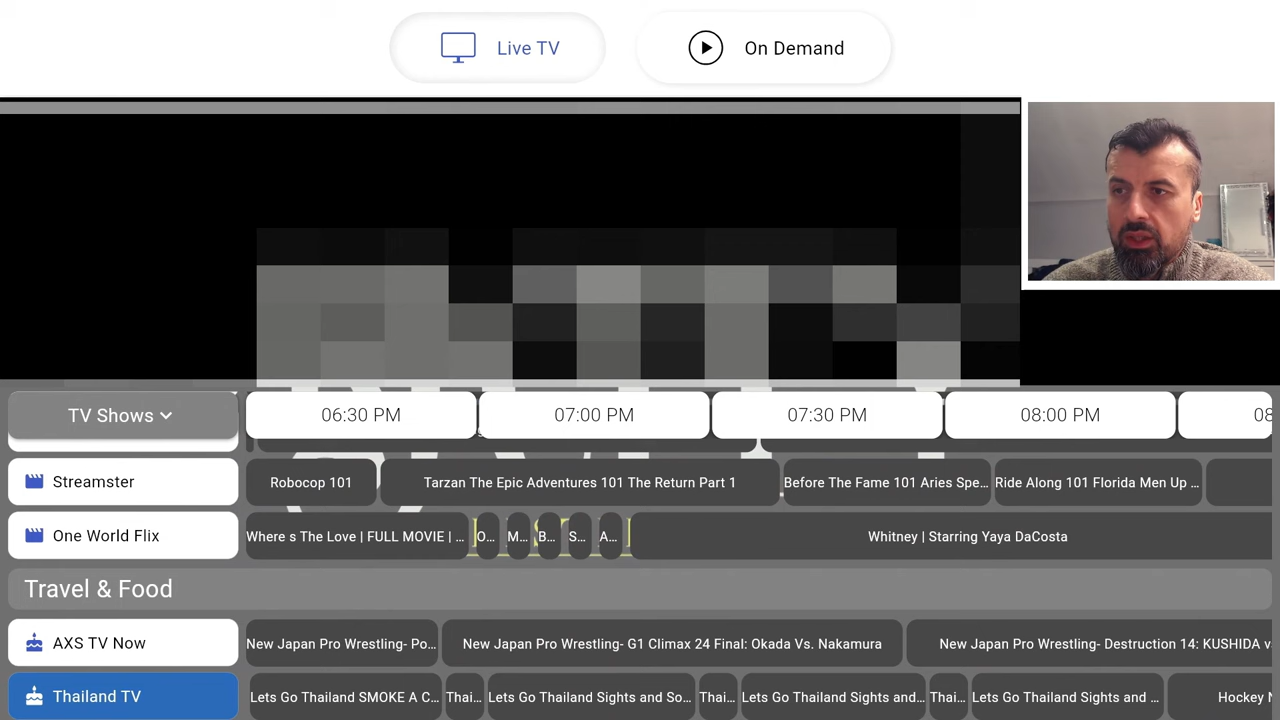 Live TV
On Demand
TV Shows
06:30 PM
07:00 PM
07:30 PM
08:00 PM
08
Streamster
Robocop 101
Tarzan The Epic Adventures 101 The Return Part 1
Before The Fame 101 Aries Spe...
Ride Along 101 Florida Men Up ...
One World Flix
Where s The Love | FULL MOVIE | ...
O...
M...
B...
S...
A...
Whitney | Starring Yaya DaCosta
Travel & Food
AXS TV Now
New Japan Pro Wrestling- Po...
New Japan Pro Wrestling- G1 Climax 24 Final: Okada Vs. Nakamura
New Japan Pro Wrestling- Destruction 14: KUSHIDA v
Thailand TV
Lets Go Thailand SMOKE A C...
Thai...
Lets Go Thailand Sights and So...
Thai...
Lets Go Thailand Sights and...
Thai...
Lets Go Thailand Sights and ...
Hockey